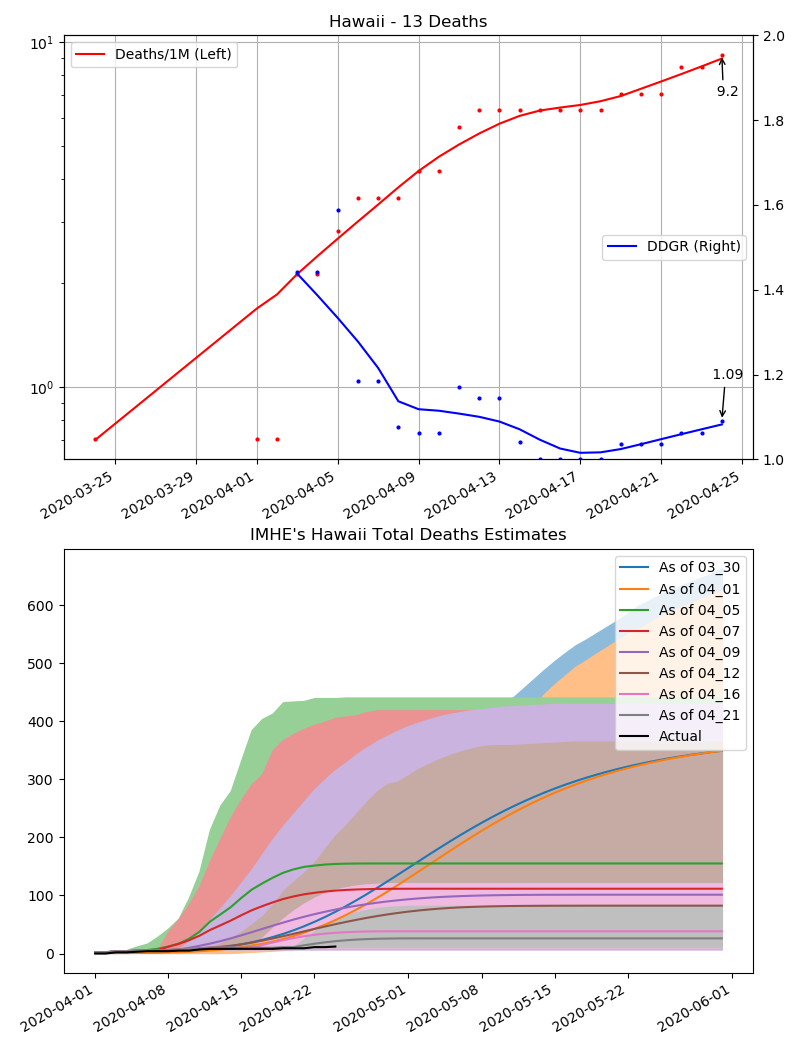 Hawaii - 13 Deaths
10¹
10⁰
Deaths/1M (Left)
9.2
DDGR (Right)
1.09
2.0
1.8
1.6
1.4
1.2
1.0
2020-03-25
2020-03-29
2020-04-01
2020-04-05
2020-04-09
2020-04-13
2020-04-17
2020-04-21
2020-04-25
IMHE's Hawaii Total Deaths Estimates
600
500
400
300
200
100
0
As of 03_30
As of 04_01
As of 04_05
As of 04_07
As of 04_09
As of 04_12
As of 04_16
As of 04_21
Actual
2020-04-01
2020-04-08
2020-04-15
2020-04-22
2020-05-01
2020-05-08
2020-05-15
2020-05-22
2020-06-01